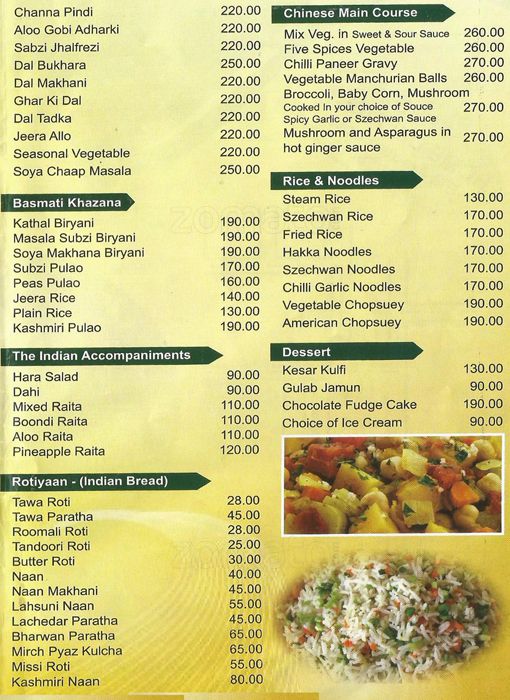 Channa Pindi 220.00
Aloo Gobi Adharki 220.00
Sabzi Jhalfrezi 220.00
Dal Bukhara 250.00
Dal Makhani 220.00
Ghar Ki Dal 220.00
Dal Tadka 220.00
Jeera Allo 220.00
Seasonal Vegetable 220.00
Soya Chaap Masala 250.00
Basmati Khazana
Kathal Biryani 190.00
Masala Subzi Biryani 190.00
Soya Makhana Biryani 190.00
Subzi Pulao 170.00
Peas Pulao 160.00
Jeera Rice 140.00
Plain Rice 130.00
Kashmiri Pulao 190.00
The Indian Accompaniments
Hara Salad 90.00
Dahi 90.00
Mixed Raita 110.00
Boondi Raita 110.00
Aloo Raita 110.00
Pineapple Raita 120.00
Rotiyaan - (Indian Bread)
Tawa Roti 28.00
Tawa Paratha 45.00
Roomali Roti 28.00
Tandoori Roti 25.00
Butter Roti 30.00
Naan 40.00
Naan Makhani 45.00
Lahsuni Naan 55.00
Lachedar Paratha 45.00
Bharwan Paratha 65.00
Mirch Pyaz Kulcha 65.00
Missi Roti 55.00
Kashmiri Naan 80.00
Chinese Main Course
Mix Veg. in Sweet & Sour Sauce 260.00
Five Spices Vegetable 260.00
Chilli Paneer Gravy 270.00
Vegetable Manchurian Balls 260.00
Broccoli, Baby Corn, Mushroom
Cooked In your choice of Souce 270.00
Spicy Garlic or Szechwan Sauce
Mushroom and Asparagus in 270.00
hot ginger sauce
Rice & Noodles
Steam Rice 130.00
Szechwan Rice 170.00
Fried Rice 170.00
Hakka Noodles 170.00
Szechwan Noodles 170.00
Chilli Garlic Noodles 170.00
Vegetable Chopsuey 190.00
American Chopsuey 190.00
Dessert
Kesar Kulfi 130.00
Gulab Jamun 90.00
Chocolate Fudge Cake 190.00
Choice of Ice Cream 90.00